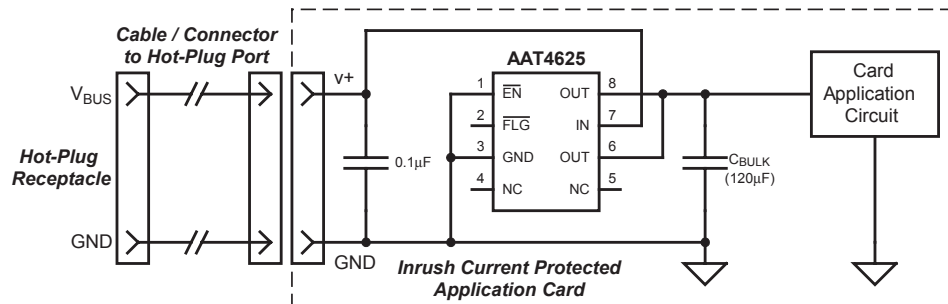 Cable / Connector
to Hot-Plug Port
V+
AAT4625
VBUS
1
EN
OUT
8
2
FLG
IN
7
3
GND
OUT
6
4
NC
NC
5
Hot-Plug
Receptacle
0.1µF
CBULK
(120µF)
Card
Application
Circuit
GND
GND
Inrush Current Protected
Application Card